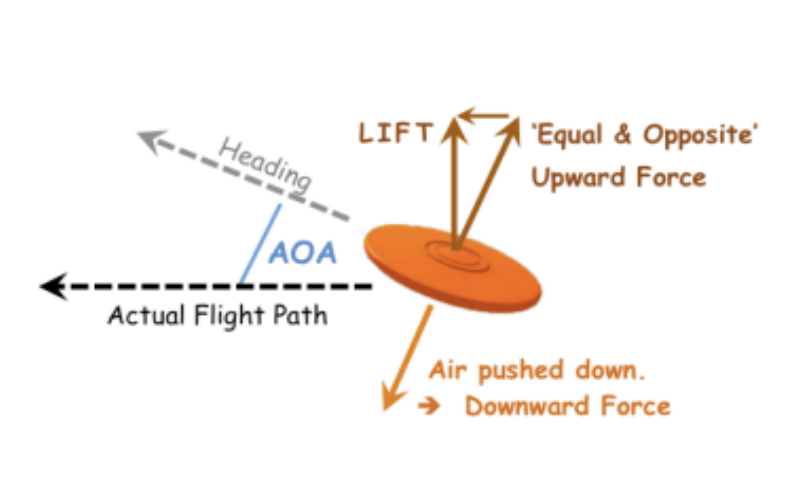 Heading
LIFT
'Equal & Opposite'
Upward Force
AOA
Actual Flight Path
Air pushed down.
➔ Downward Force